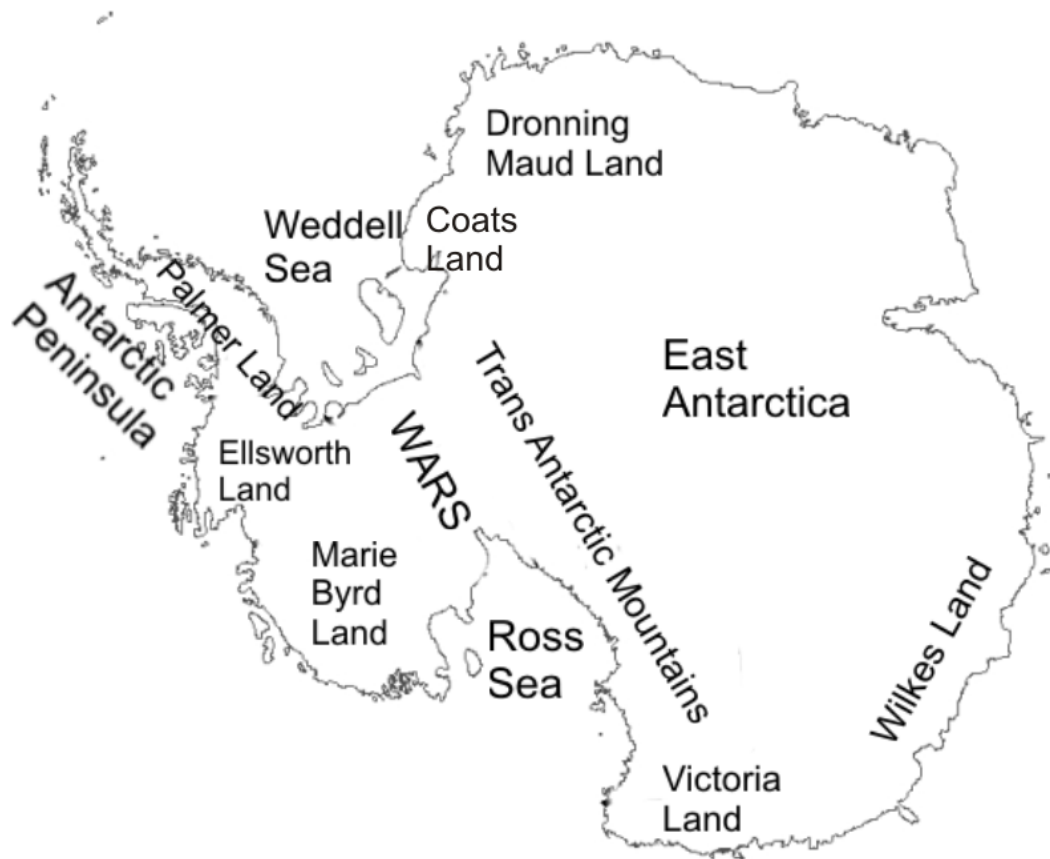 Dronning
Maud Land
Weddell
Sea
Coats
Land
Palmer Land
Antarctic
Peninsula
East
Antarctica
Trans Antarctic Mountains
WARS
Ellsworth
Land
Marie
Byrd
Land
Ross
Sea
Wilkes Land
Victoria
Land